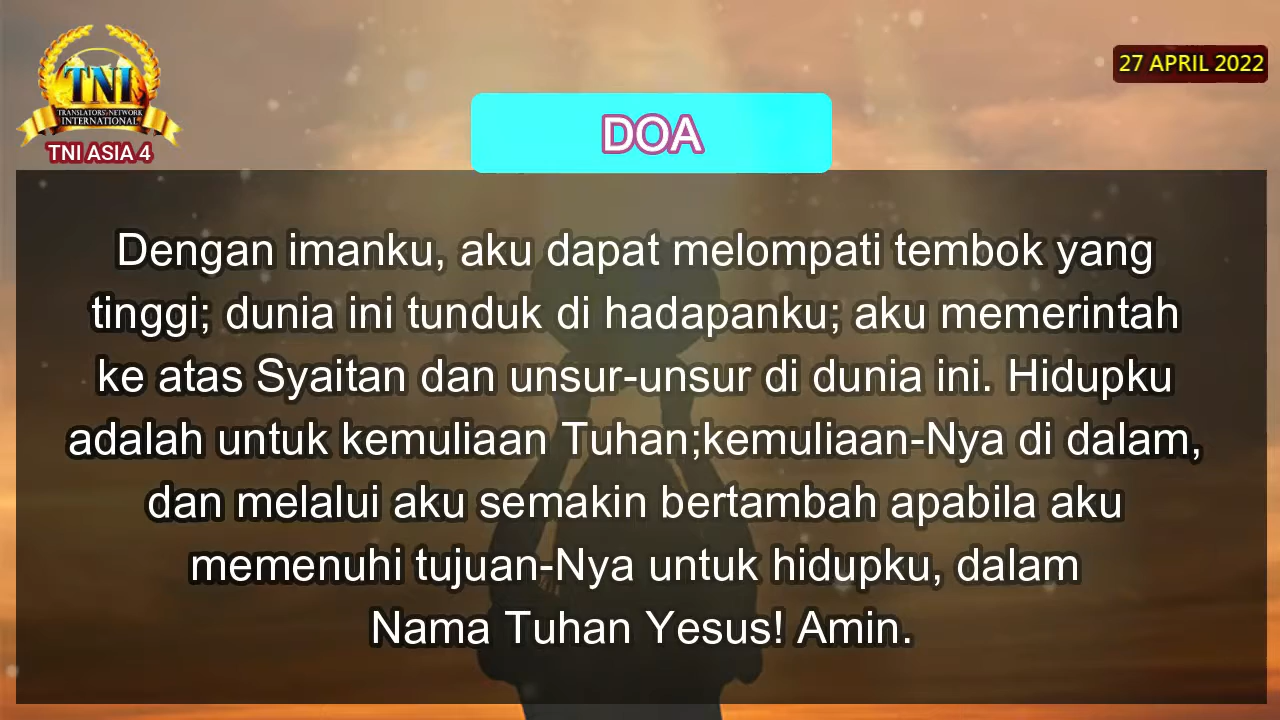 TNI
TRANSLATORS' NETWORK
INTERNATIONAL
TNI ASIA 4
27 APRIL 2022
DOA
Dengan imanku, aku dapat melompati tembok yang
tinggi; dunia ini tunduk di hadapanku; aku memerintah
ke atas Syaitan dan unsur-unsur di dunia ini. Hidupku
adalah untuk kemuliaan Tuhan;kemuliaan-Nya di dalam,
dan melalui aku semakin bertambah apabila aku
memenuhi tujuan-Nya untuk hidupku, dalam
Nama Tuhan Yesus! Amin.